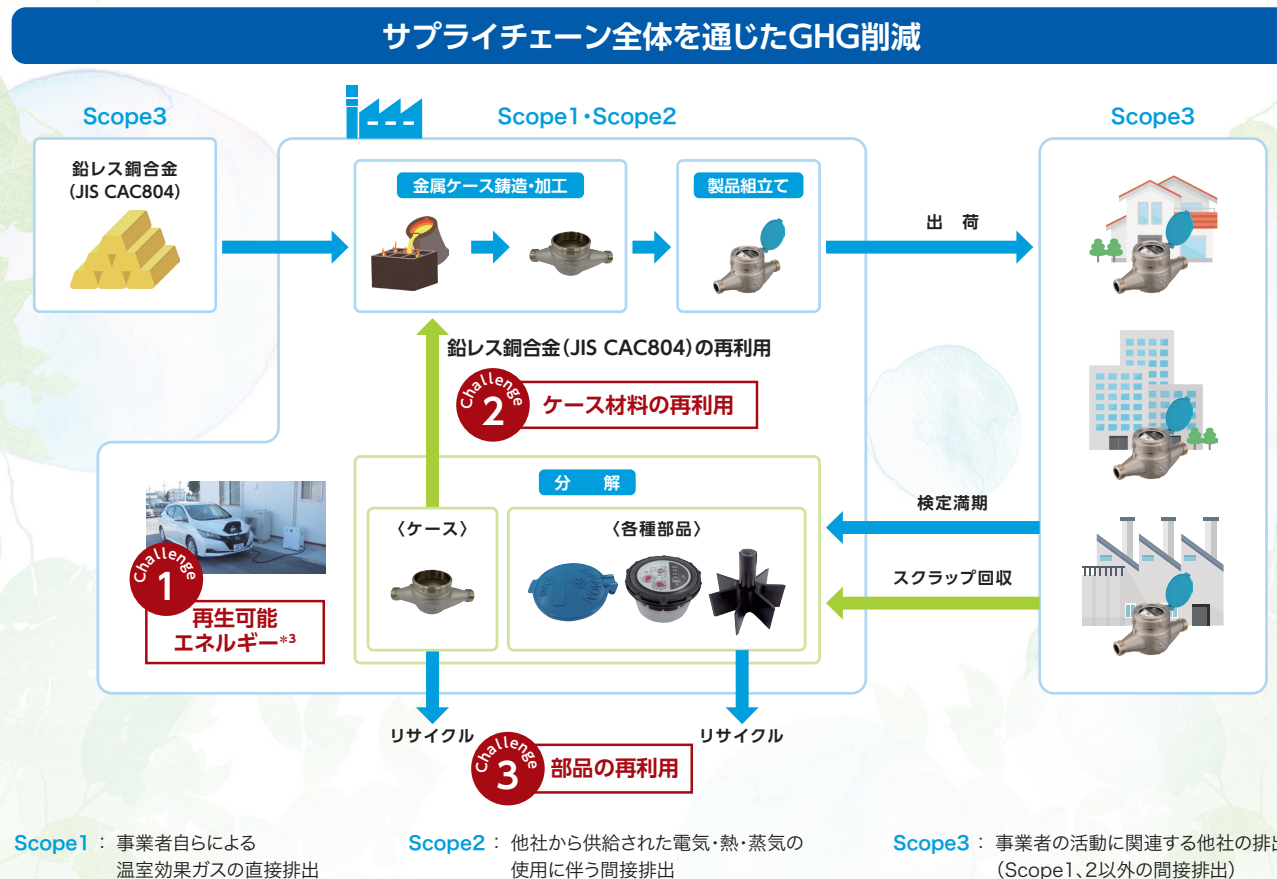 サプライチェーン全体を通じたGHG削減
Scope3
Scope1・Scope2
Scope3
鉛レス銅合金
(JIS CAC804)
金属ケース鋳造・加工
製品組立て
出 荷
鉛レス銅合金(JIS CAC804)の再利用
Challenge
2
ケース材料の再利用
分 解
〈ケース〉
〈各種部品〉
検定満期
スクラップ回収
Challenge
1
再生可能
エネルギー*3
リサイクル
リサイクル
Challenge
3
部品の再利用
Scope1 : 事業者自らによる
温室効果ガスの直接排出
Scope2 : 他社から供給された電気・熱・蒸気の
使用に伴う間接排出
Scope3 : 事業者の活動に関連する他社の排出
(Scope1、2以外の間接排出)